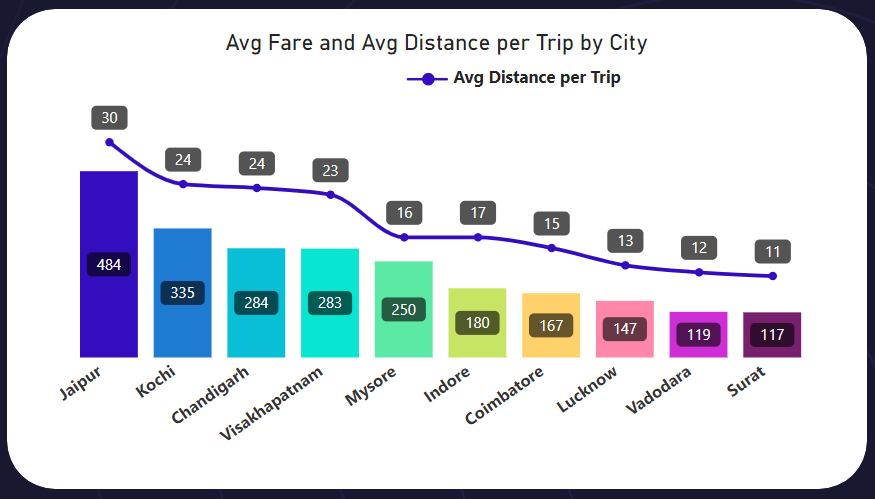 Avg Fare and Avg Distance per Trip by City
Avg Distance per Trip
30
24
24
23
16
17
15
13
12
11
484
335
284
283
250
180
167
147
119
117
Jaipur
Kochi
Chandigarh
Visakhapatnam
Mysore
Indore
Coimbatore
Lucknow
Vadodara
Surat